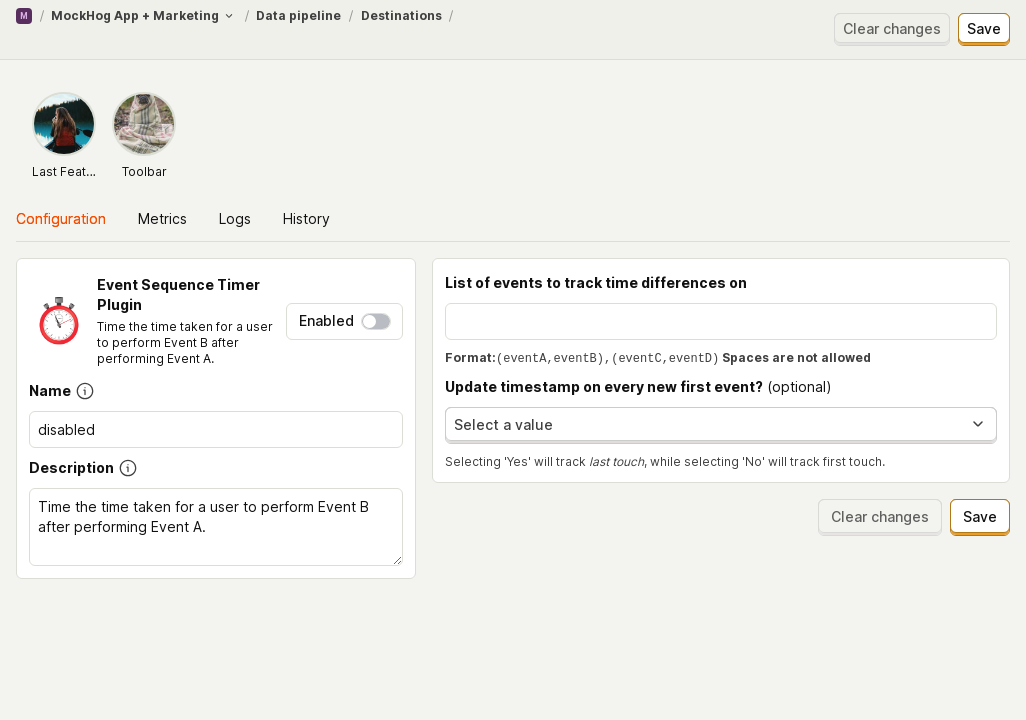 M / MockHog App + Marketing / Data pipeline / Destinations /
Clear changes Save
Last Feat... Toolbar
Configuration Metrics Logs History
Event Sequence Timer
Plugin
Time the time taken for a user
to perform Event B after
performing Event A.
Enabled
Name
disabled
Description
Time the time taken for a user to perform Event B
after performing Event A.
List of events to track time differences on
Format:(eventA,eventB),(eventC,eventD) Spaces are not allowed
Update timestamp on every new first event? (optional)
Select a value
Selecting 'Yes' will track last touch, while selecting 'No' will track first touch.
Clear changes Save